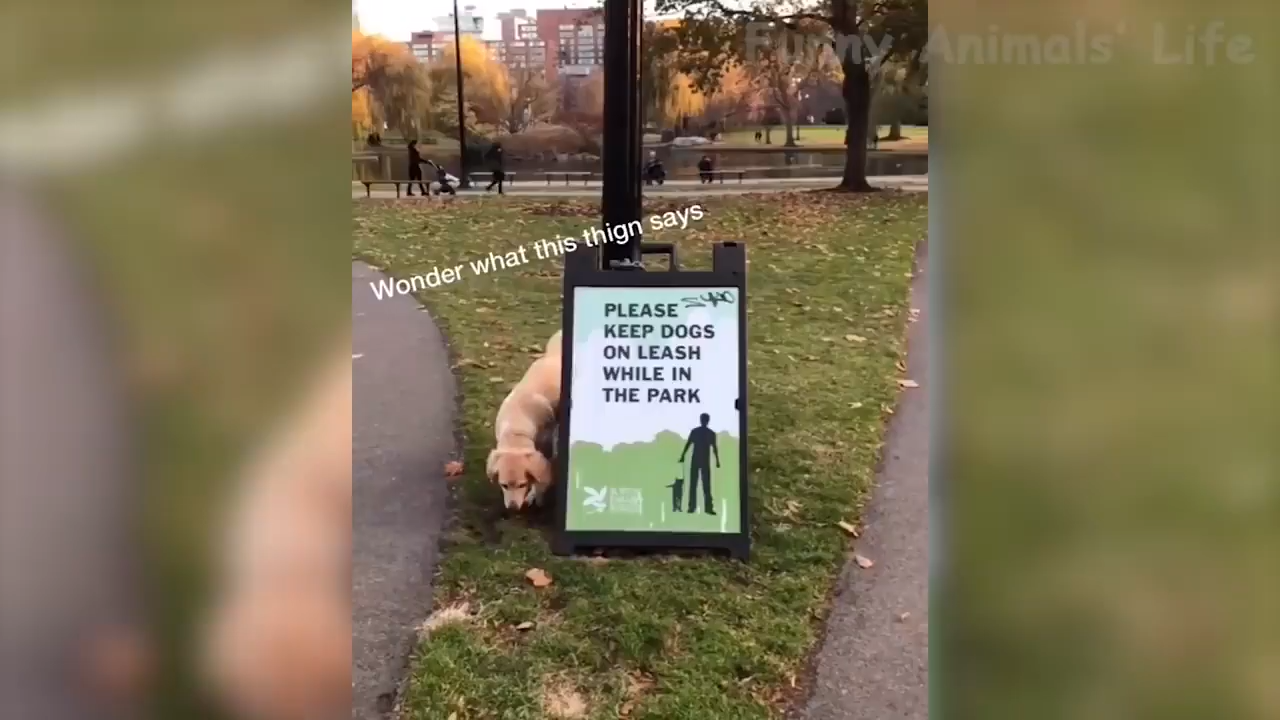 Funny Animals' Life
Wonder what this thign says
PLEASE
KEEP DOGS
ON LEASH
WHILE IN
THE PARK